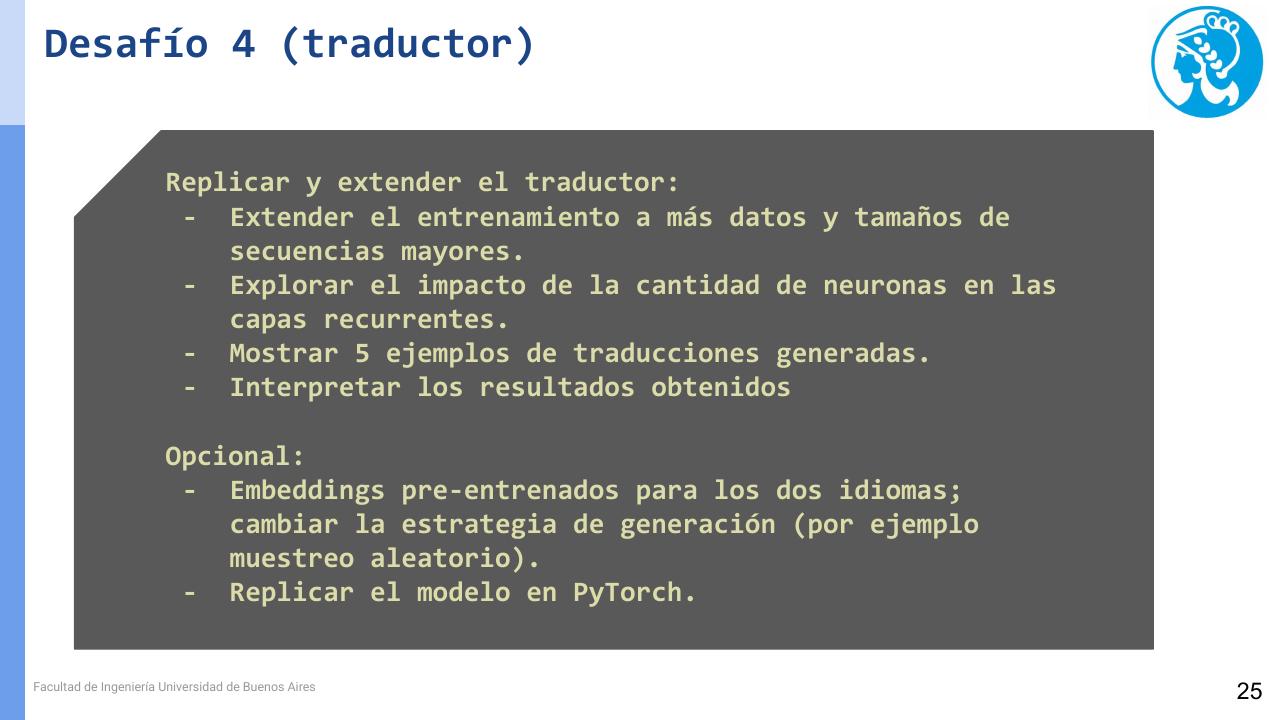 Desafío 4 (traductor)
Replicar y extender el traductor:
- Extender el entrenamiento a más datos y tamaños de
secuencias mayores.
- Explorar el impacto de la cantidad de neuronas en las
capas recurrentes.
- Mostrar 5 ejemplos de traducciones generadas.
- Interpretar los resultados obtenidos
Opcional:
- Embeddings pre-entrenados para los dos idiomas;
cambiar la estrategia de generación (por ejemplo
muestreo aleatorio).
- Replicar el modelo en PyTorch.
Facultad de Ingeniería Universidad de Buenos Aires
25